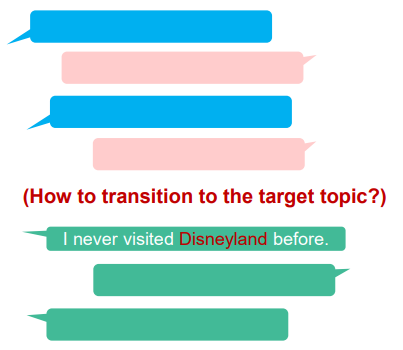 (How to transition to the target topic?)
I never visited Disneyland before.